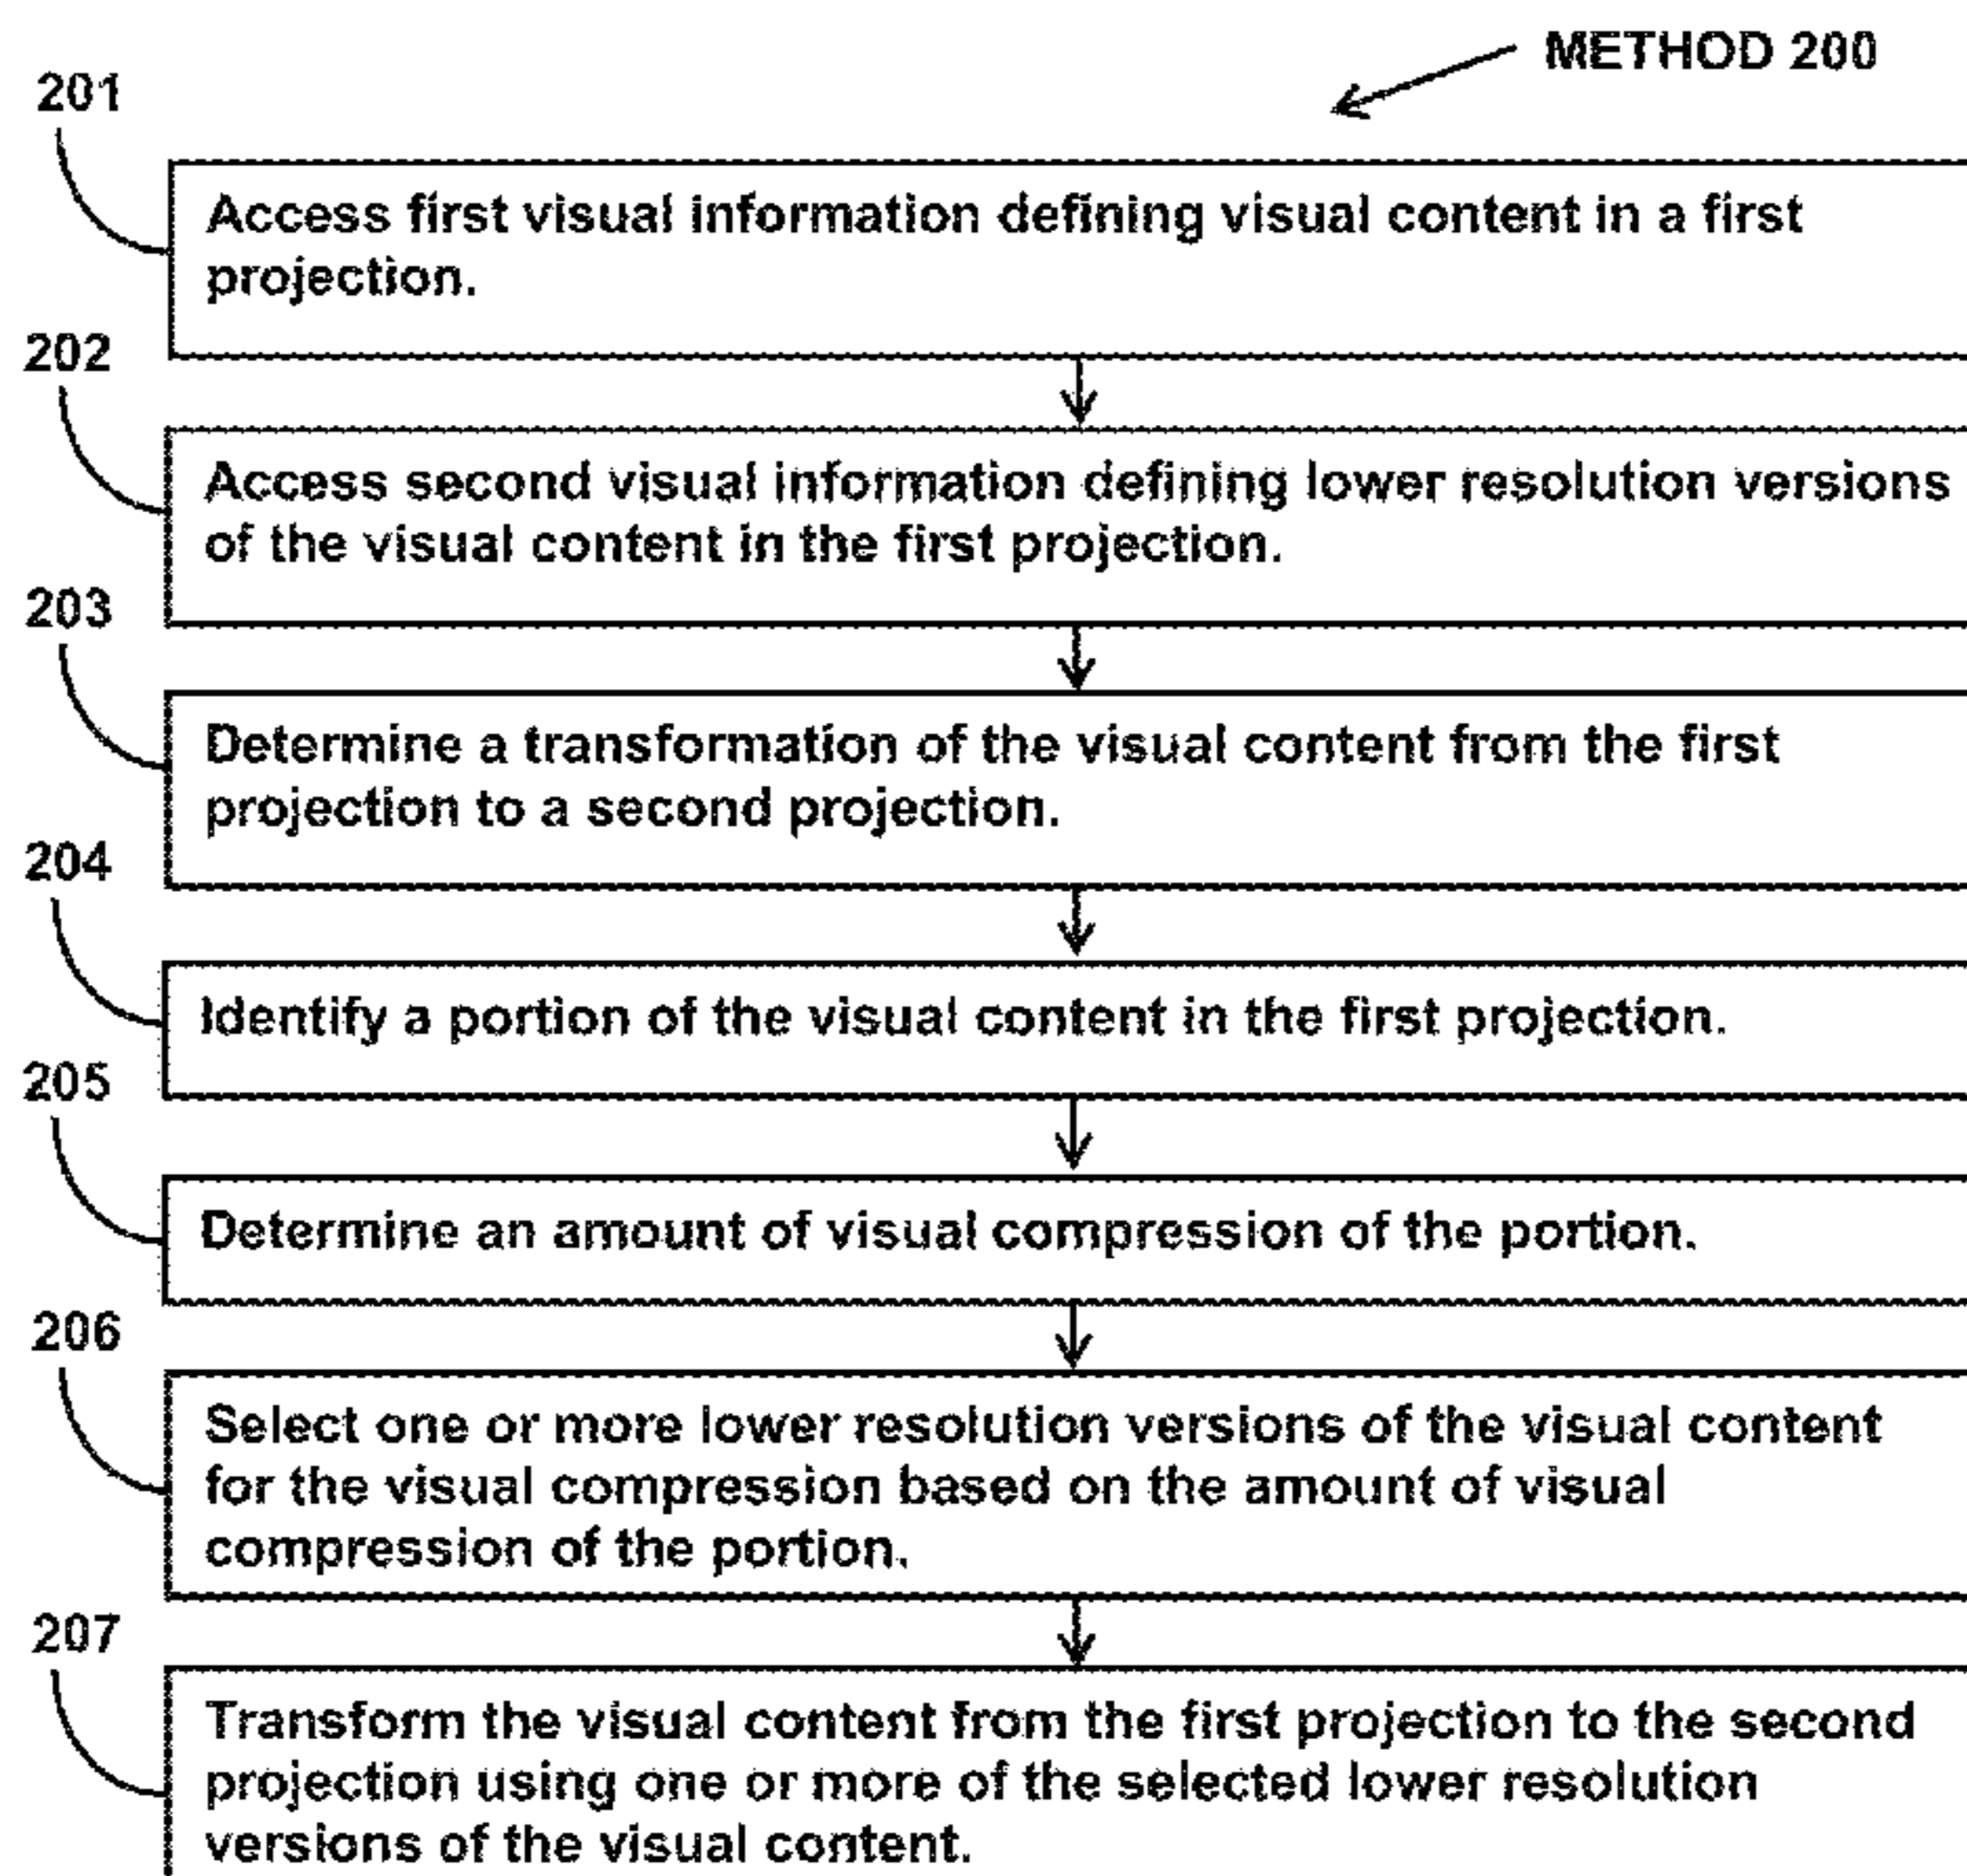 METHOD 200
201
Access first visual information defining visual content in a first
projection.
202
Access second visual information defining lower resolution versions
of the visual content in the first projection.
203
Determine a transformation of the visual content from the first
projection to a second projection.
204
Identify a portion of the visual content in the first projection.
205
Determine an amount of visual compression of the portion.
206
Select one or more lower resolution versions of the visual content
for the visual compression based on the amount of visual
compression of the portion.
207
Transform the visual content from the first projection to the second
projection using one or more of the selected lower resolution
versions of the visual content.